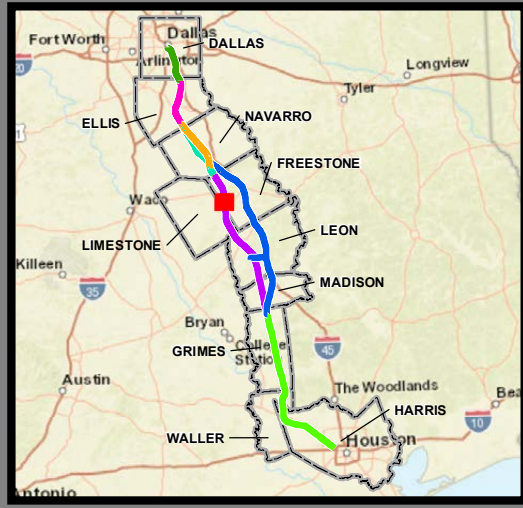 Dallas
DALLAS
Fort Worth
Arlington
Longview
20
Tyler
ELLIS
NAVARRO
FREESTONE
Waco
LEON
LIMESTONE
Killeen
MADISON
35
Bryan
College
Station
GRIMES
45
Austin
The Woodlands
HARRIS
WALLER
Houston
10